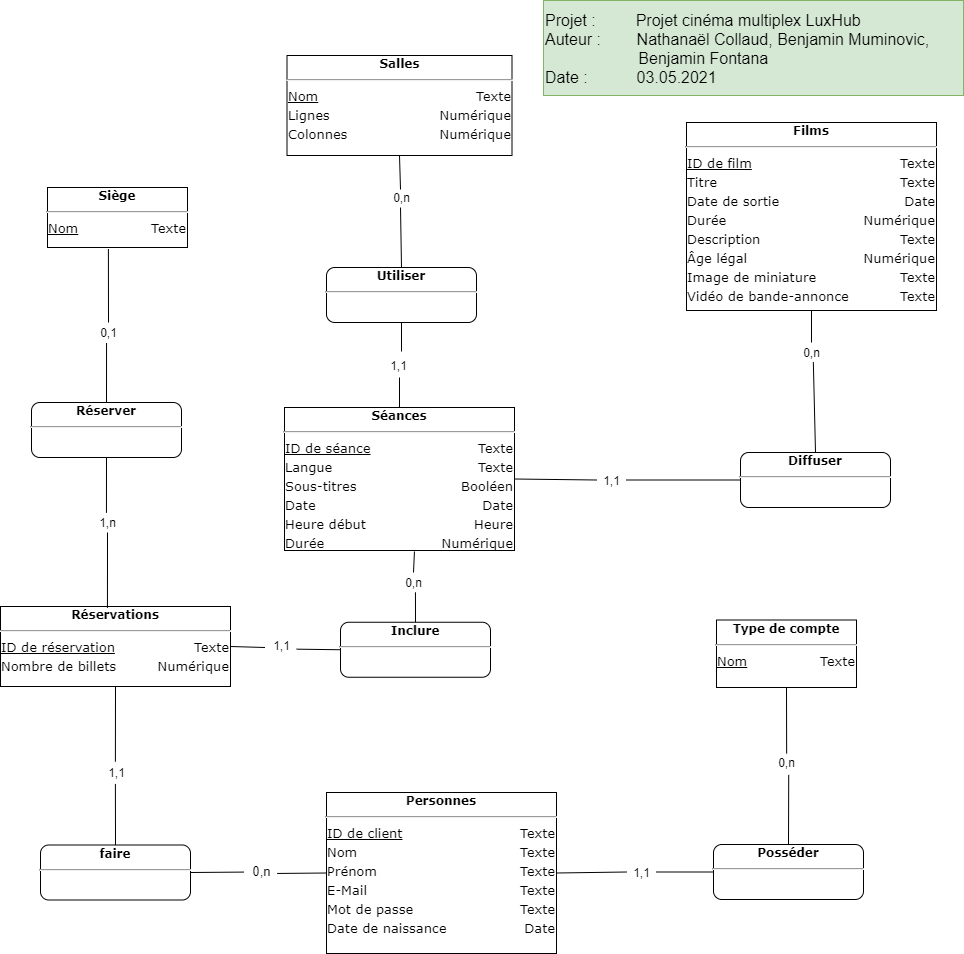 Projet : Projet cinéma multiplex LuxHub
Auteur : Nathanaël Collaud, Benjamin Muminovic,
Benjamin Fontana
Date : 03.05.2021
Salles
Nom Texte
Lignes Numérique
Colonnes Numérique
Films
ID de film Texte
Titre Texte
Date de sortie Date
Durée Numérique
Description Texte
Âge légal Numérique
Image de miniature Texte
Vidéo de bande-annonce Texte
Siège
Nom Texte
0,n
Utiliser
0,1
1,1
0,n
Réserver
Séances
ID de séance Texte
Langue Texte
Sous-titres Booléen
Date Date
Heure début Heure
Durée Numérique
1,1
Diffuser
1,n
0,n
Réservations
ID de réservation Texte
Nombre de billets Numérique
1,1
Inclure
Type de compte
Nom Texte
1,1
0,n
faire
0,n
Personnes
ID de client Texte
Nom Texte
Prénom Texte
E-Mail Texte
Mot de passe Texte
Date de naissance Date
1,1
Posséder